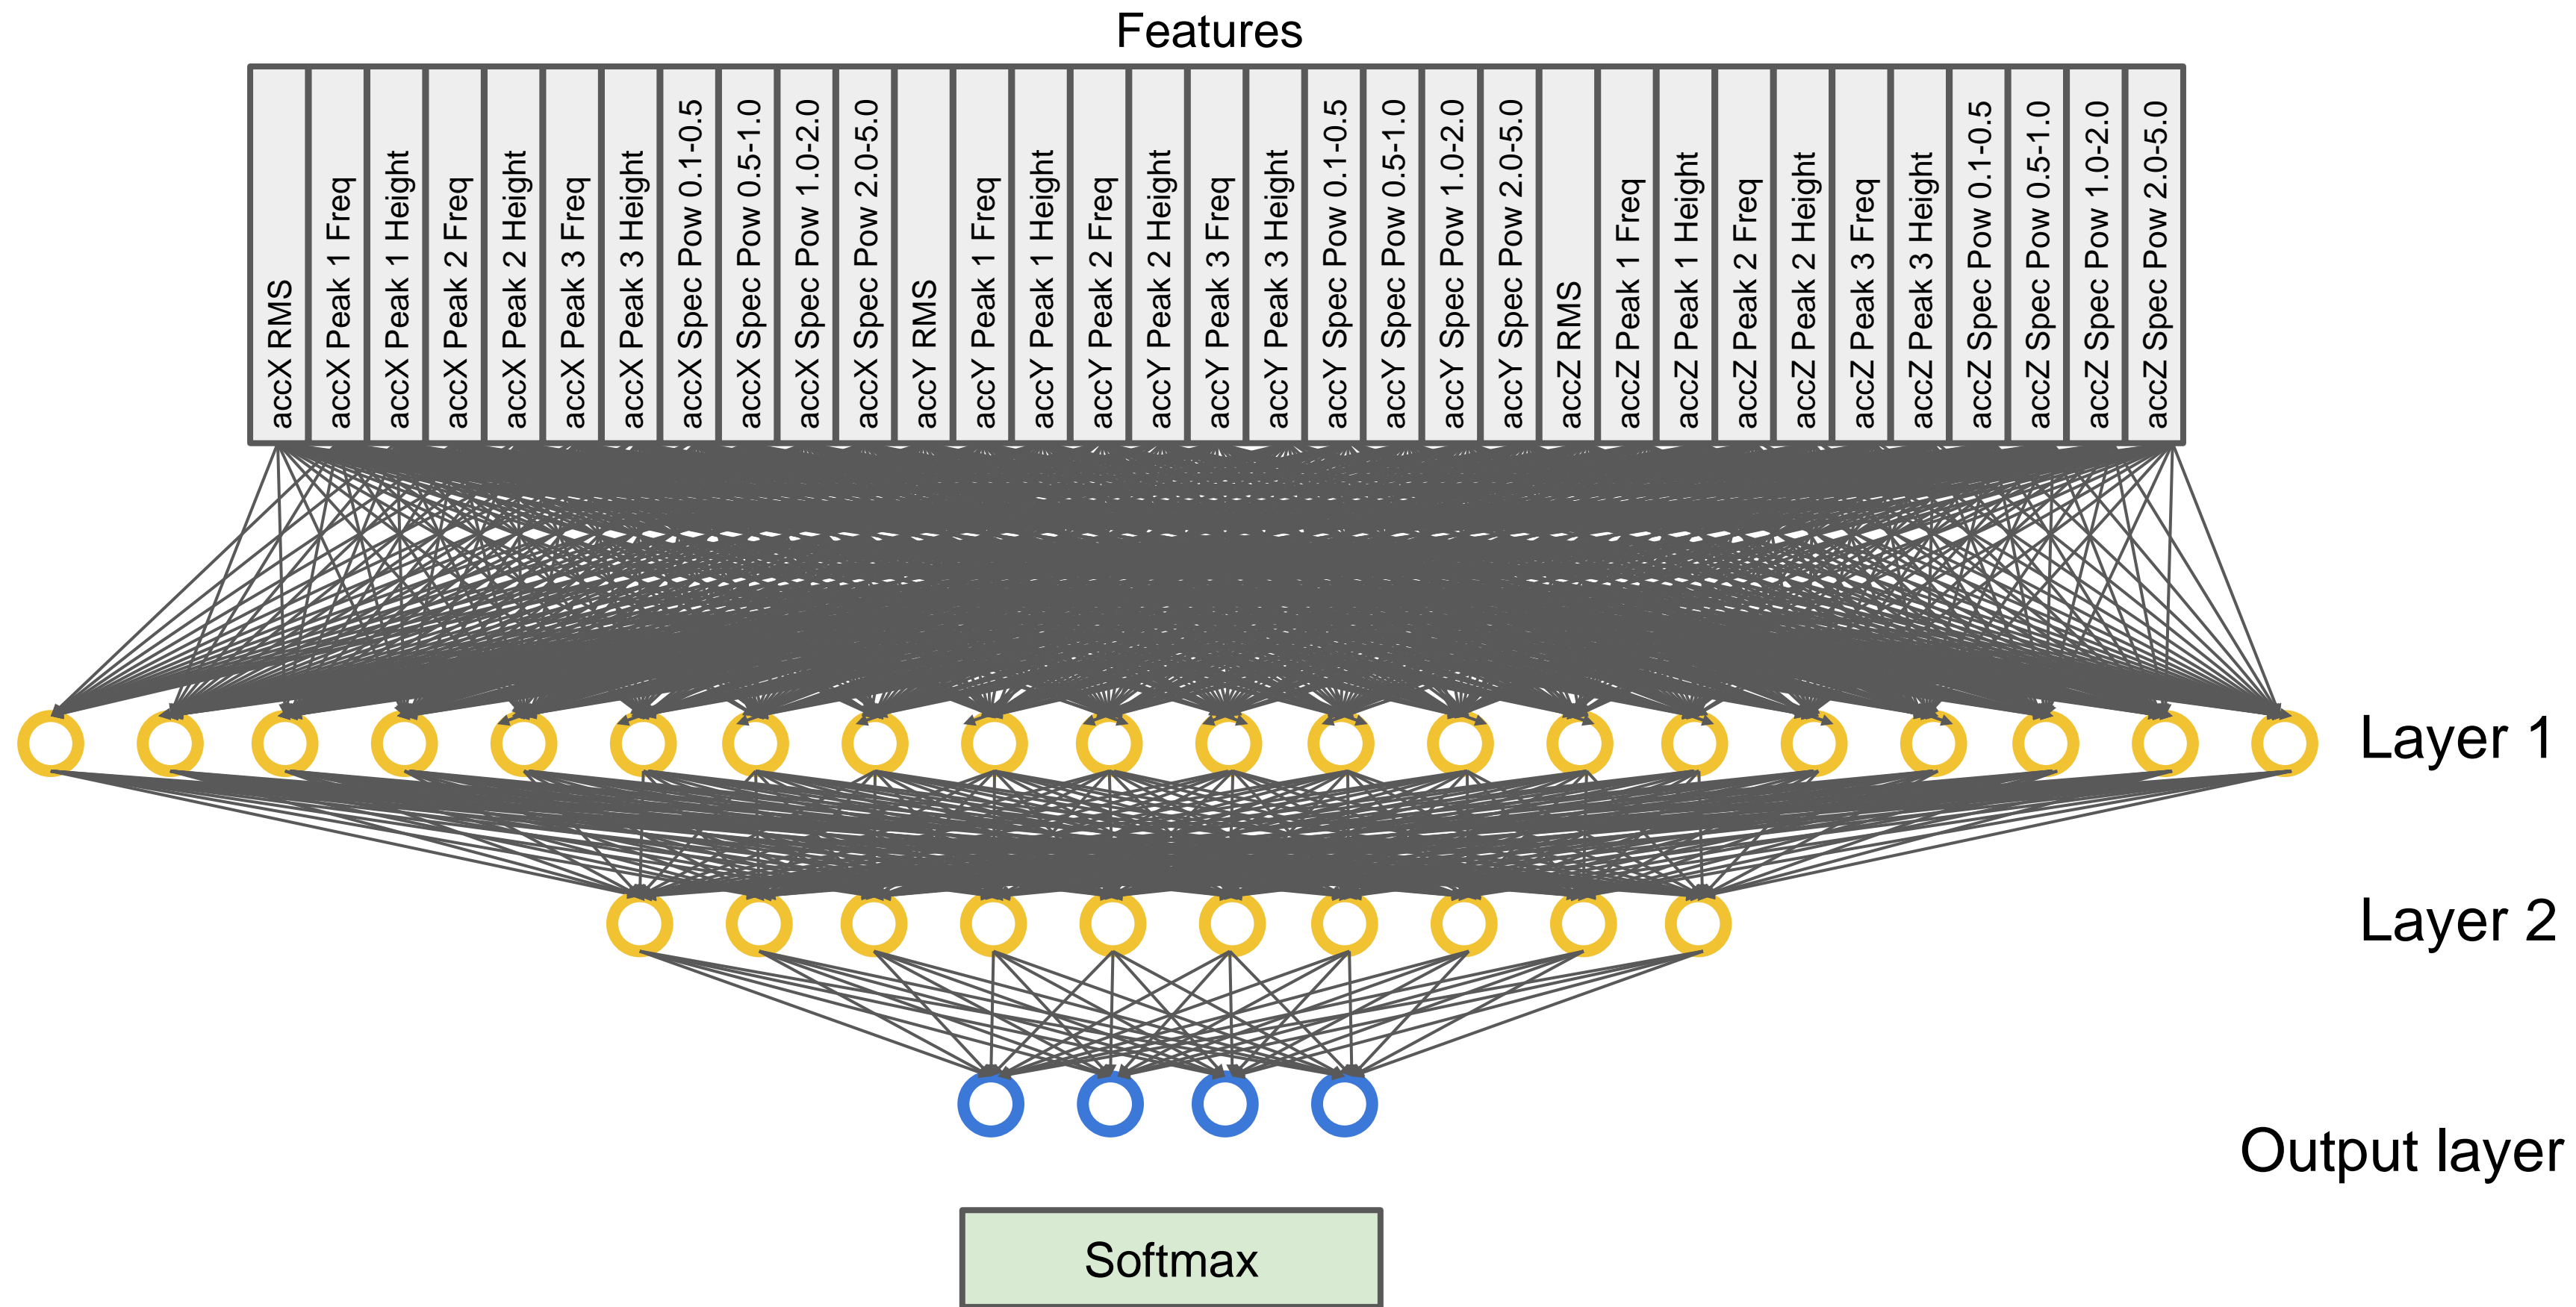 Features
accX RMS
accX Peak 1 Freq
accX Peak 1 Height
accX Peak 2 Freq
accX Peak 2 Height
accX Peak 3 Freq
accX Peak 3 Height
accX Spec Pow 0.1-0.5
accX Spec Pow 0.5-1.0
accX Spec Pow 1.0-2.0
accX Spec Pow 2.0-5.0
accY RMS
accY Peak 1 Freq
accY Peak 1 Height
accY Peak 2 Freq
accY Peak 2 Height
accY Peak 3 Freq
accY Peak 3 Height
accY Spec Pow 0.1-0.5
accY Spec Pow 0.5-1.0
accY Spec Pow 1.0-2.0
accY Spec Pow 2.0-5.0
accZ RMS
accZ Peak 1 Freq
accZ Peak 1 Height
accZ Peak 2 Freq
accZ Peak 2 Height
accZ Peak 3 Freq
accZ Peak 3 Height
accZ Spec Pow 0.1-0.5
accZ Spec Pow 0.5-1.0
accZ Spec Pow 1.0-2.0
accZ Spec Pow 2.0-5.0
Layer 1
Layer 2
Output layer
Softmax